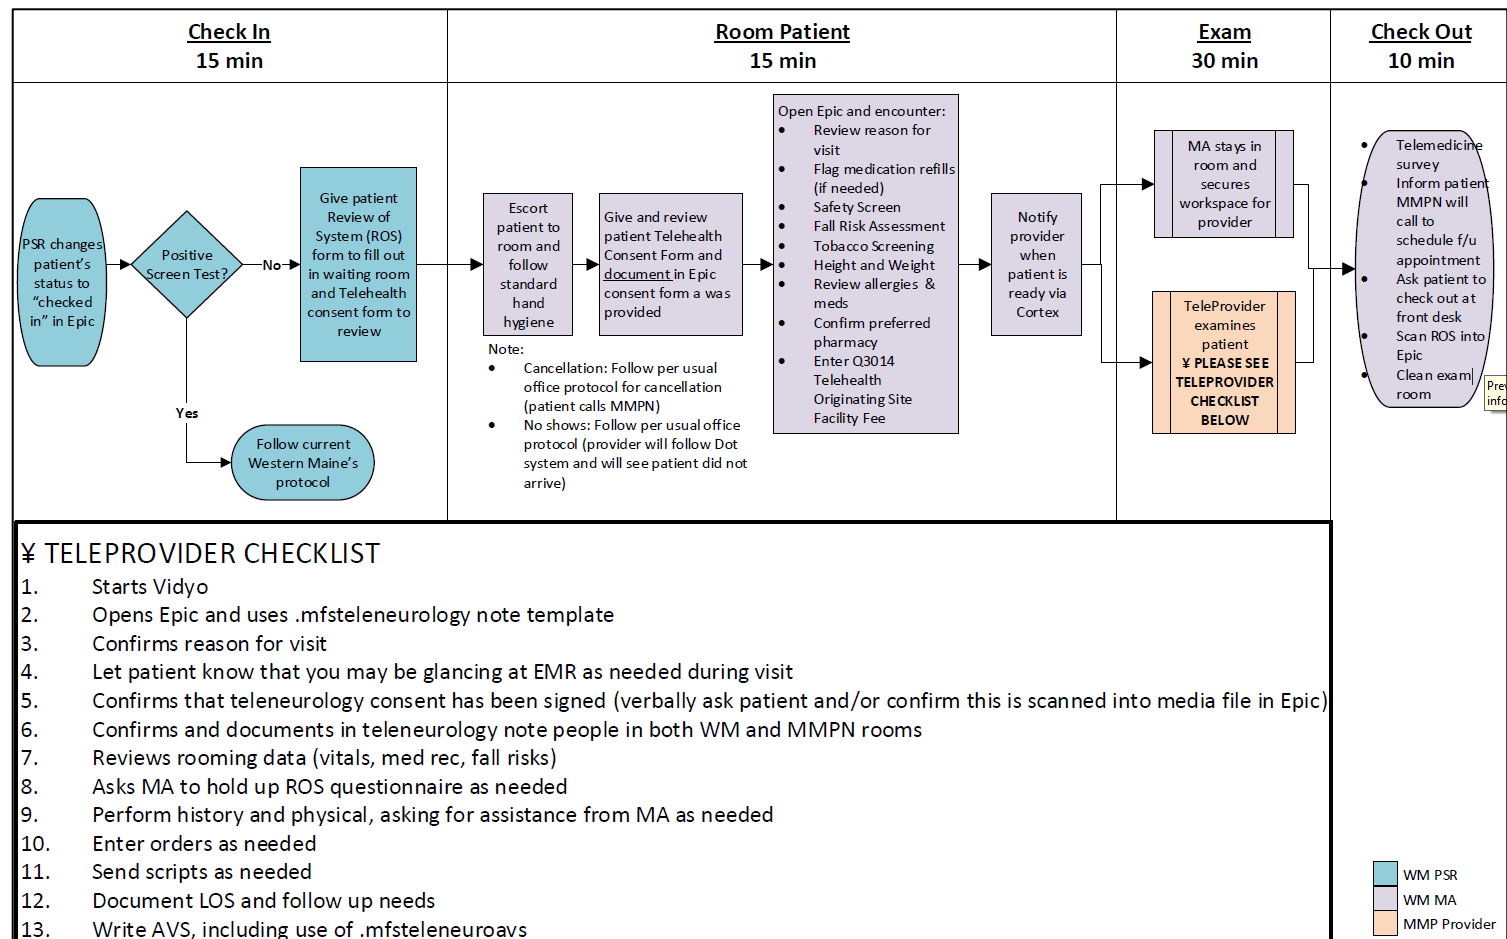 Check In
15 min
Room Patient
15 min
Exam
30 min
Check Out
10 min
PSR changes
patient's
status to
“checked
in” in Epic
Positive
Screen Test?
No
Yes
Follow current
Western Maine's
protocol
Give patient
Review of
System (ROS)
form to fill out
in waiting room
and Telehealth
consent form to
review
Escort
patient to
room and
follow
standard
hand
hygiene
Give and review
patient Telehealth
Consent Form and
document in Epic
consent form a was
provided
Note:
• Cancellation: Follow per usual
office protocol for cancellation
(patient calls MMPN)
• No shows: Follow per usual office
protocol (provider will follow Dot
system and will see patient did not
arrive)
Open Epic and encounter:
• Review reason for
visit
• Flag medication refills
(if needed)
• Safety Screen
• Fall Risk Assessment
• Tobacco Screening
• Height and Weight
• Review allergies & 
meds
• Confirm preferred
pharmacy
• Enter Q3014
Telehealth
Originating Site
Facility Fee
Notify
provider
when
patient is
ready via
Cortex
MA stays in
room and
secures
workspace for
provider
TeleProvider
examines
patient
¥ PLEASE SEE
TELEPROVIDER
CHECKLIST
BELOW
• Telemedicine
survey
• Inform patient
MMPN will
call to
schedule f/u
appointment
• Ask patient to
check out at
front desk
• Scan ROS into
Epic
• Clean exam
room
Prev
info
¥ TELEPROVIDER CHECKLIST
1. Starts Vidyo
2. Opens Epic and uses .mfsteleneurology note template
3. Confirms reason for visit
4. Let patient know that you may be glancing at EMR as needed during visit
5. Confirms that teleneurology consent has been signed (verbally ask patient and/or confirm this is scanned into media file in Epic)
6. Confirms and documents in teleneurology note people in both WM and MMPN rooms
7. Reviews rooming data (vitals, med rec, fall risks)
8. Asks MA to hold up ROS questionnaire as needed
9. Perform history and physical, asking for assistance from MA as needed
10. Enter orders as needed
11. Send scripts as needed
12. Document LOS and follow up needs
13. Write AVS, including use of .mfsteleneuroavs
WM PSR
WM MA
MMP Provider